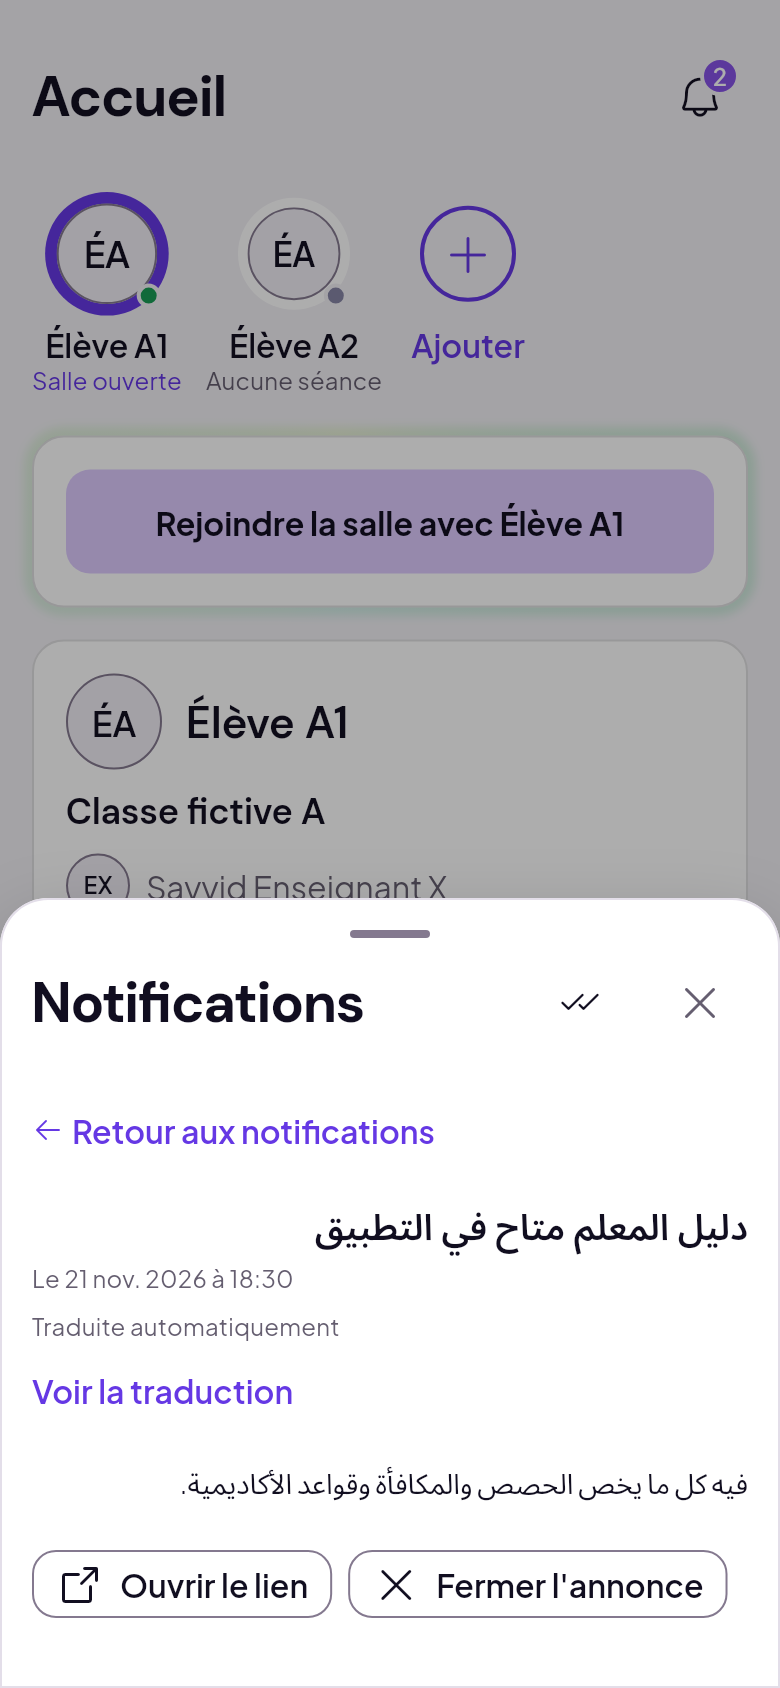 Accueil
2
ÉA
ÉA
Élève A1
Élève A2
Ajouter
Salle ouverte
Aucune séance
Rejoindre la salle avec Élève A1
ÉA
Élève A1
Classe fictive A
EX
Sayyid Enseignant X
Notifications
Retour aux notifications
دليل المعلم متاح في التطبيق
Le 21 nov. 2026 à 18:30
Traduite automatiquement
Voir la traduction
فيه كل ما يخص الحصص والمكافأة وقواعد الأكاديمية.
Ouvrir le lien
Fermer l'annonce